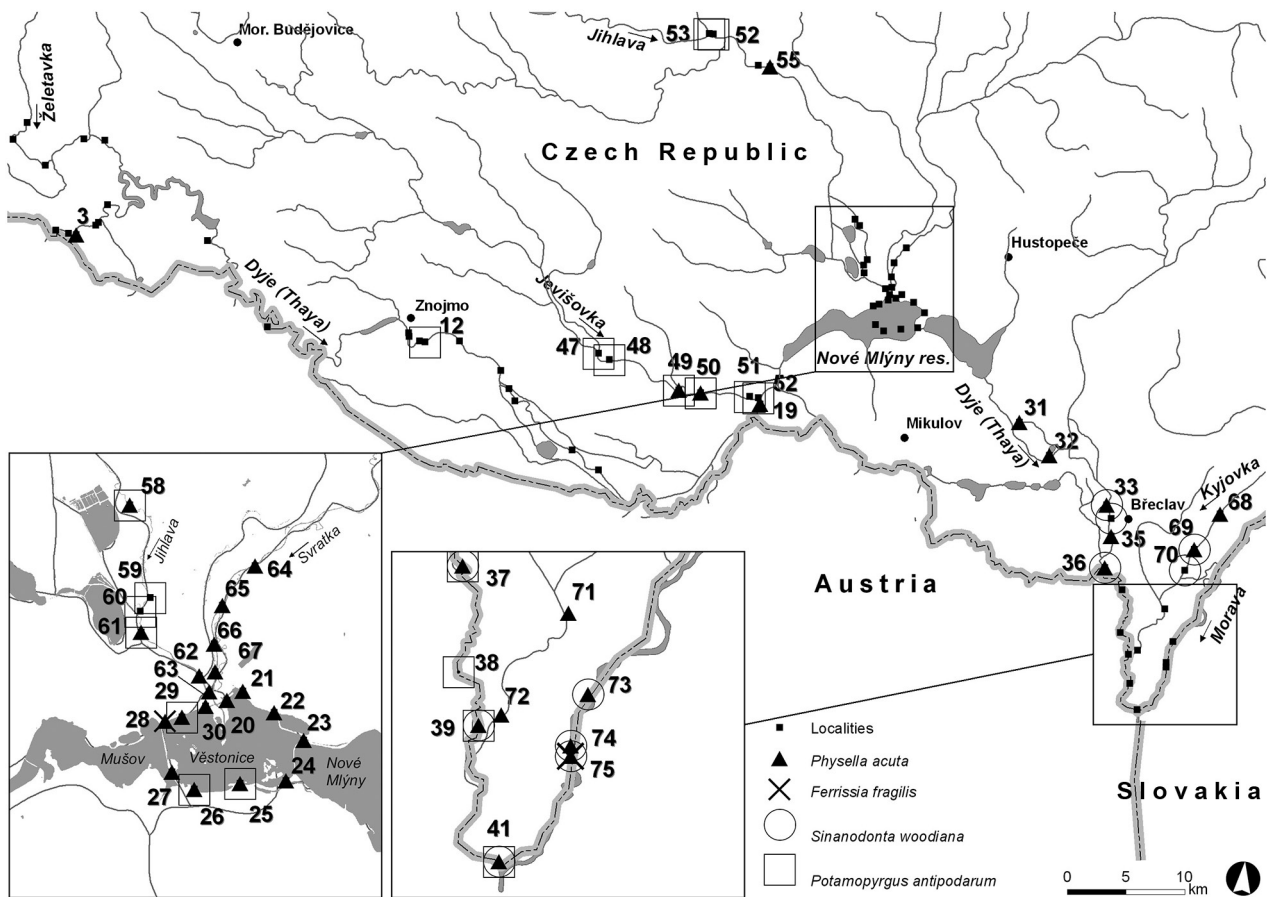 Mor. Budějovice
Jihlava
53
52
55
Želetavka
Czech Republic
3
Hustopeče
Dyje (Thaya)
Znojmo
12
Jevišovka
47
48
49
50
51
52
19
Nové Mlýny res.
Mikulov
31
Dyje (Thaya)
32
Kyjovka
33
Břeclav
68
69
35
70
36
Austria
Morava
Slovakia
58
Jihlava
Svratka
59
64
60
65
61
66
62
67
63
29
21
28
30
20
22
23
Mušov
Věstonice
Nové
Mlýny
24
27
26
25
37
71
38
72
73
39
74
75
41
Localities
Physella acuta
Ferrissia fragilis
Sinanodonta woodiana
Potamopyrgus antipodarum
0 5 10
km